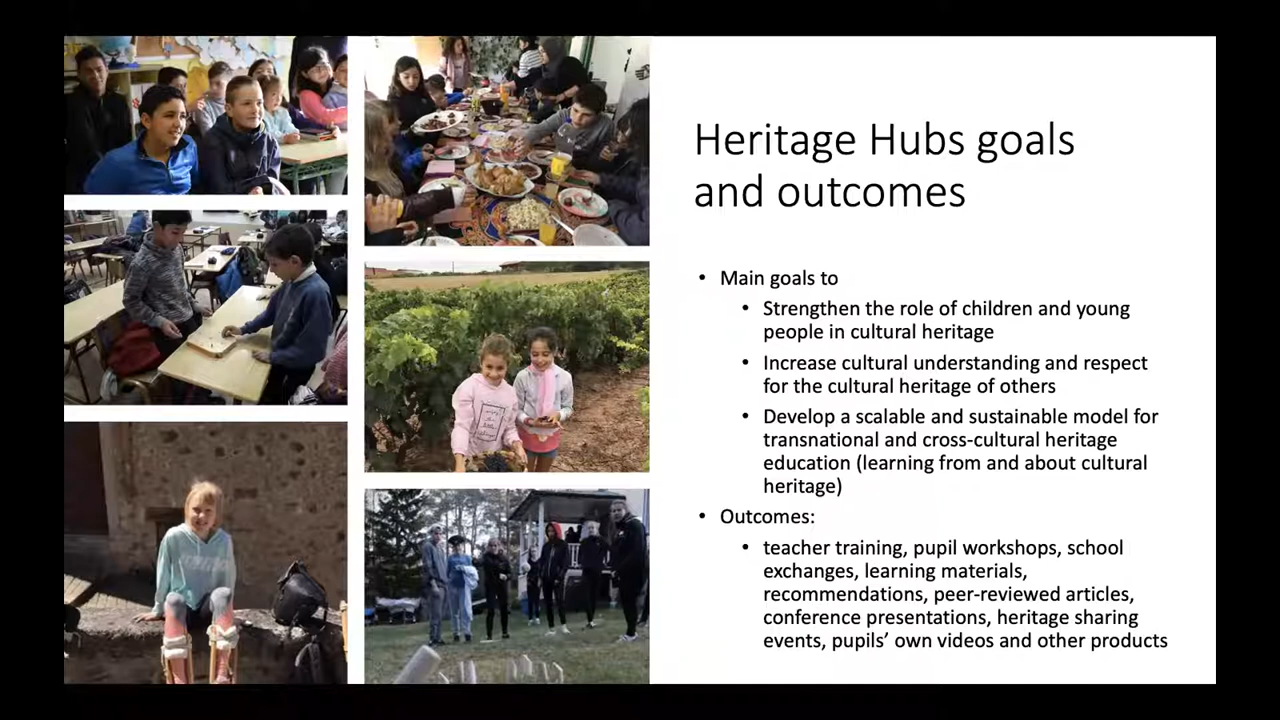 Heritage Hubs goals
and outcomes
• Main goals to
• Strengthen the role of children and young
people in cultural heritage
• Increase cultural understanding and respect
for the cultural heritage of others
• Develop a scalable and sustainable model for
transnational and cross-cultural heritage
education (learning from and about cultural
heritage)
• Outcomes:
• teacher training, pupil workshops, school
exchanges, learning materials,
recommendations, peer-reviewed articles,
conference presentations, heritage sharing
events, pupils’ own videos and other products